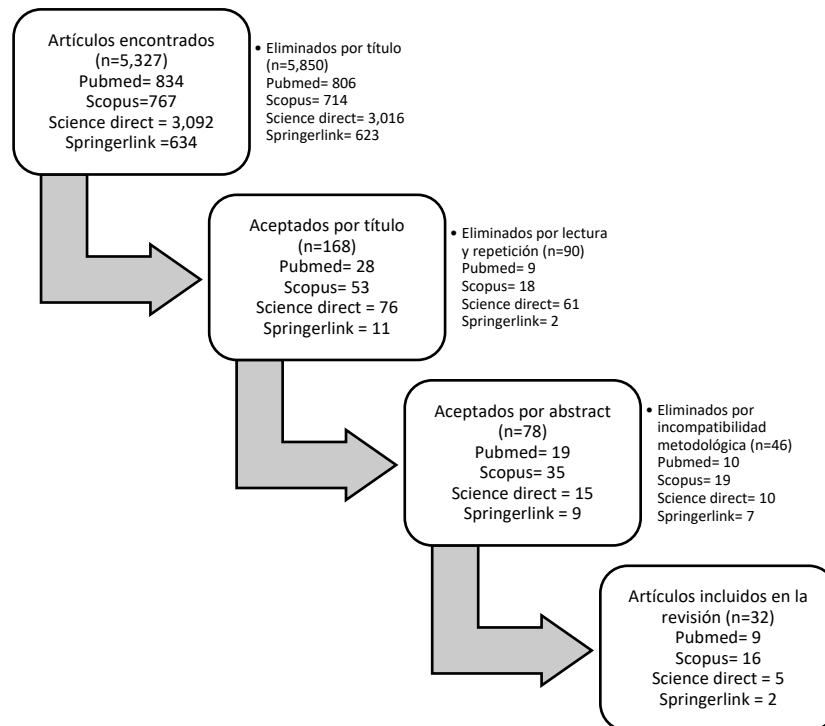 Artículos encontrados
(n=5,327)
Pubmed= 834
Scopus=767
Science direct = 3,092
Springerlink =634
• Eliminados por título
(n=5,850)
Pubmed= 806
Scopus= 714
Science direct= 3,016
Springerlink= 623
Aceptados por título
(n=168)
Pubmed= 28
Scopus= 53
Science direct = 76
Springerlink = 11
• Eliminados por lectura
y repetición (n=90)
Pubmed= 9
Scopus= 18
Science direct= 61
Springerlink= 2
Aceptados por abstract
(n=78)
Pubmed= 19
Scopus= 35
Science direct = 15
Springerlink = 9
• Eliminados por
incompatibilidad
metodológica (n=46)
Pubmed= 10
Scopus= 19
Science direct= 10
Springerlink= 7
Artículos incluidos en la
revisión (n=32)
Pubmed= 9
Scopus= 16
Science direct = 5
Springerlink = 2